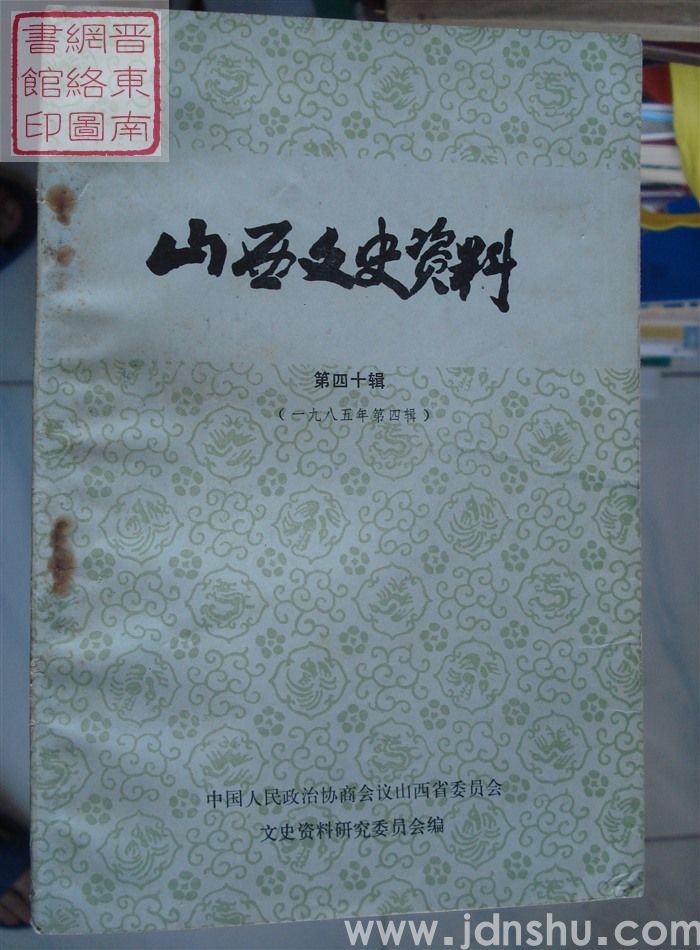 晋東南
網絡圖
書館印
山西文史资料
第四十辑
（一九八五年第四辑）
中国人民政治协商会议山西省委员会
文史资料研究委员会编
www.jdnshu.com